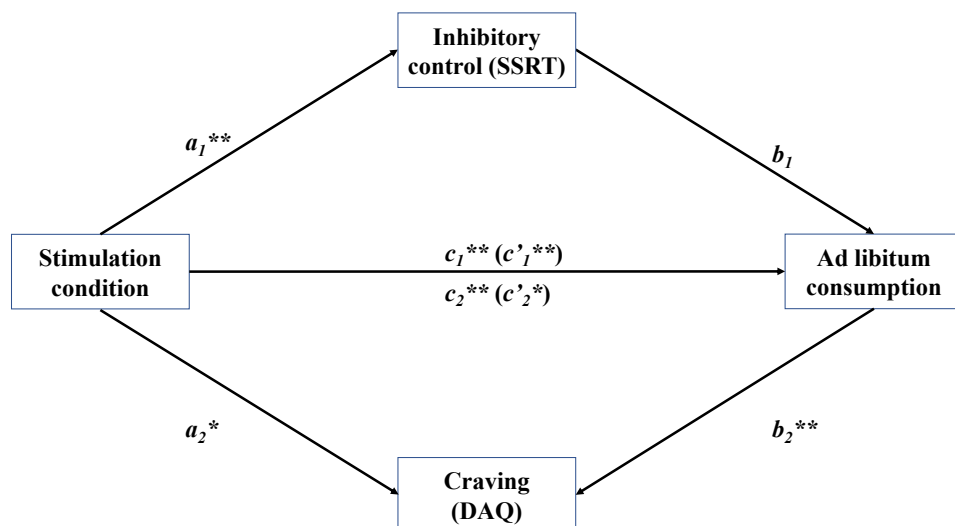 Inhibitory
control (SSRT)
a₁**
b₁
Stimulation
condition
c₁** (c’₁**)
c₂** (c’₂*)
Ad libitum
consumption
a₂*
b₂**
Craving
(DAQ)